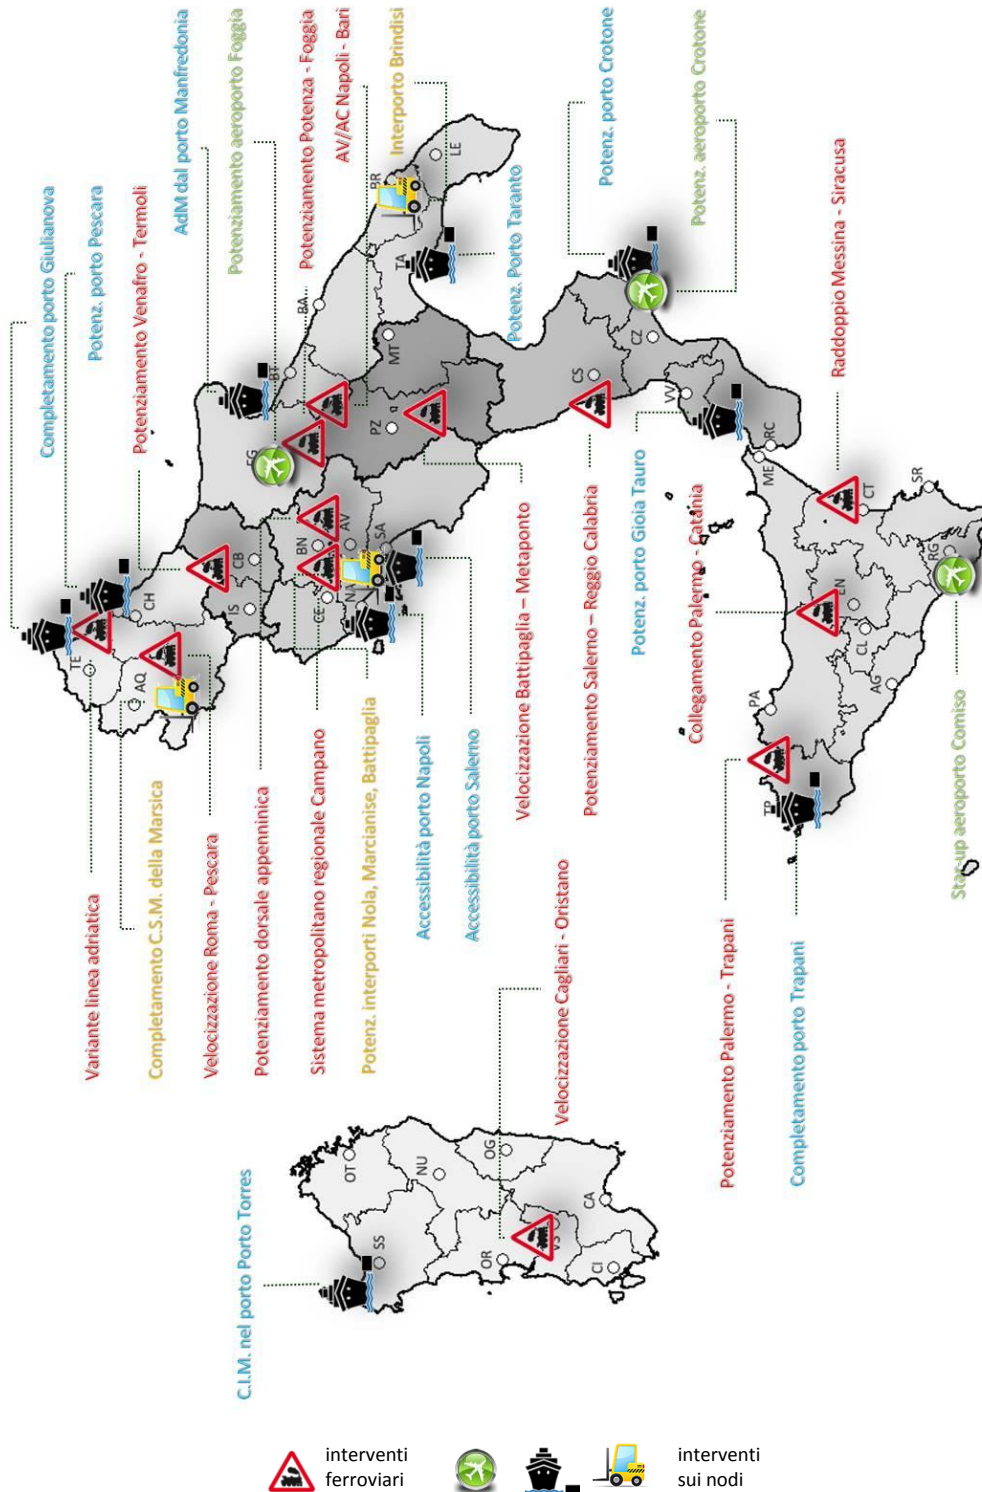 Completamento porto Giulianova
Potenz. porto Pescara
Potenziamento Venafro - Termoli
AdM dal porto Manfredonia
Potenziamento aeroporto Foggia
Potenziamento Potenza - Foggia
AV/AC Napoli - Bari
Interporto Brindisi
Potenz. Porto Taranto
Potenz. porto Crotone
Potenz. aeroporto Crotone
Raddoppio Messina - Siracusa
Variante linea adriatica
Completamento C.S.M. della Marsica
Velocizzazione Roma - Pescara
Potenziamento dorsale appenninica
Sistema metropolitano regionale Campano
Potenz. interporti Nola, Marcianise, Battipaglia
Accessibilità porto Napoli
Accessibilità porto Salerno
Velocizzazione Battipaglia – Metaponto
Potenziamento Salerno – Reggio Calabria
Potenz. porto Gioia Tauro
Collegamento Palermo - Catania
Star-up aeroporto Comiso
Potenziamento Palermo - Trapani
Completamento porto Trapani
Velocizzazione Cagliari - Oristano
C.I.M. nel porto Porto Torres
TE
AQ
CH
IS
CB
FG
BT
BA
BR
LE
TA
MT
PZ
BN
AV
CE
NA
SA
CS
CZ
VV
RC
ME
CT
SR
RG
EN
CL
AG
PA
TP
OT
SS
NU
OG
OR
VS
CA
CI
interventi
ferroviari
interventi
sui nodi